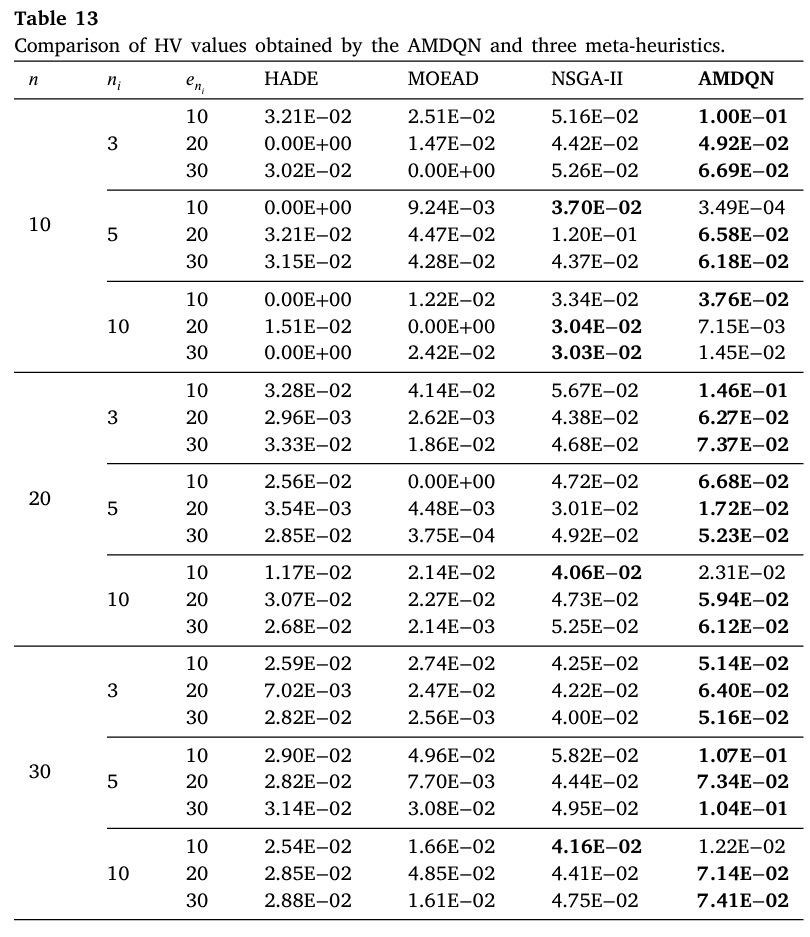 Table 13
Comparison of HV values obtained by the AMDQN and three meta-heuristics.
n nᵢ eₙᵢ HADE MOEAD NSGA-II AMDQN
10 3.21E−02 2.51E−02 5.16E−02 1.00E−01
3 20 0.00E+00 1.47E−02 4.42E−02 4.92E−02
30 3.02E−02 0.00E+00 5.26E−02 6.69E−02
10 0.00E+00 9.24E−03 3.70E−02 3.49E−04
10 5 20 3.21E−02 4.47E−02 1.20E−01 6.58E−02
30 3.15E−02 4.28E−02 4.37E−02 6.18E−02
10 0.00E+00 1.22E−02 3.34E−02 3.76E−02
10 20 1.51E−02 0.00E+00 3.04E−02 7.15E−03
30 0.00E+00 2.42E−02 3.03E−02 1.45E−02
10 3.28E−02 4.14E−02 5.67E−02 1.46E−01
3 20 2.96E−03 2.62E−03 4.38E−02 6.27E−02
30 3.33E−02 1.86E−02 4.68E−02 7.37E−02
10 2.56E−02 0.00E+00 4.72E−02 6.68E−02
20 5 20 3.54E−03 4.48E−03 3.01E−02 1.72E−02
30 2.85E−02 3.75E−04 4.92E−02 5.23E−02
10 1.17E−02 2.14E−02 4.06E−02 2.31E−02
10 20 3.07E−02 2.27E−02 4.73E−02 5.94E−02
30 2.68E−02 2.14E−03 5.25E−02 6.12E−02
10 2.59E−02 2.74E−02 4.25E−02 5.14E−02
3 20 7.02E−03 2.47E−02 4.22E−02 6.40E−02
30 2.82E−02 2.56E−03 4.00E−02 5.16E−02
10 2.90E−02 4.96E−02 5.82E−02 1.07E−01
30 5 20 2.82E−02 7.70E−03 4.44E−02 7.34E−02
30 3.14E−02 3.08E−02 4.95E−02 1.04E−01
10 2.54E−02 1.66E−02 4.16E−02 1.22E−02
10 20 2.85E−02 4.85E−02 4.41E−02 7.14E−02
30 2.88E−02 1.61E−02 4.75E−02 7.41E−02